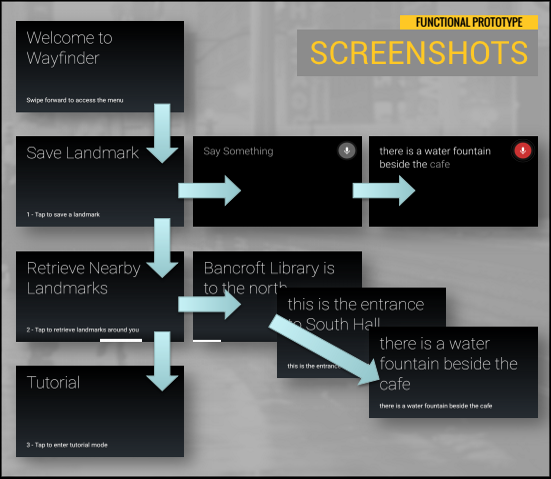 FUNCTIONAL PROTOTYPE
SCREENSHOTS
Welcome to
Wayfinder
Swipe forward to access the menu
Save Landmark
1 - Tap to save a landmark
Say Something
there is a water fountain
beside the cafe
Retrieve Nearby
Landmarks
2 - Tap to retrieve landmarks around you
Bancroft Library is
to the north
this is the entrance
to South Hall
this is the entrance
there is a water
fountain beside the
cafe
there is a water fountain beside the cafe
Tutorial
3 - Tap to enter tutorial mode